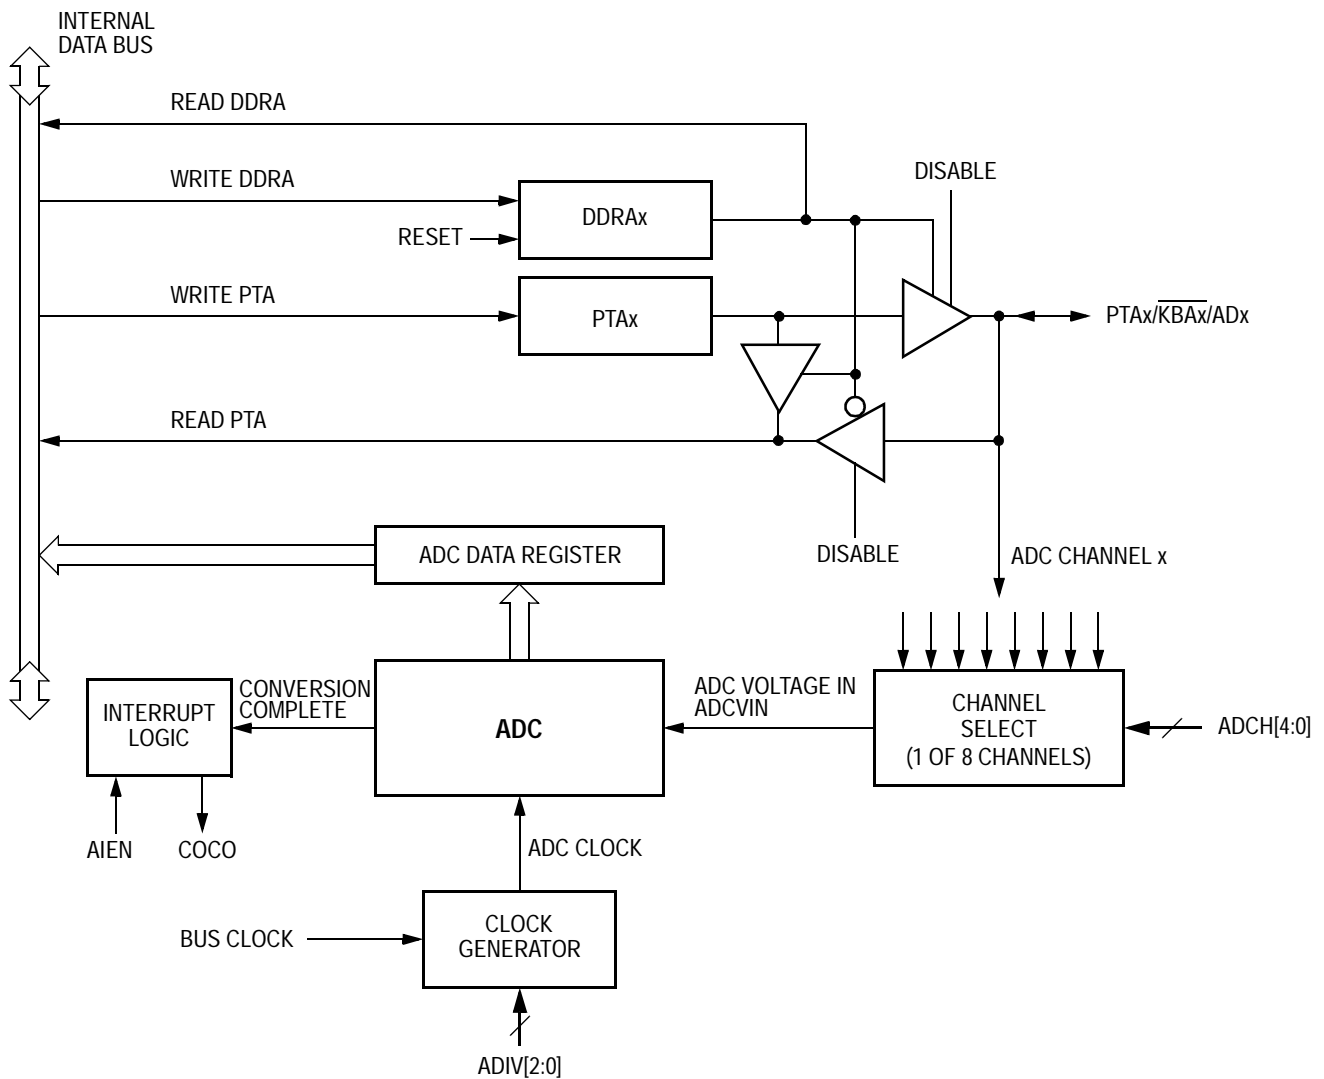 INTERNAL
DATA BUS
READ DDRA
WRITE DDRA
DISABLE
DDRAx
RESET
WRITE PTA
PTAx
PTAx/K̅B̅A̅x̅/ADx
READ PTA
DISABLE
ADC DATA REGISTER
ADC CHANNEL x
CONVERSION
COMPLETE
INTERRUPT
LOGIC
ADC
ADC VOLTAGE IN
ADCVIN
CHANNEL
SELECT
(1 OF 8 CHANNELS)
ADCH[4:0]
AIEN
COCO
ADC CLOCK
BUS CLOCK
CLOCK
GENERATOR
ADIV[2:0]